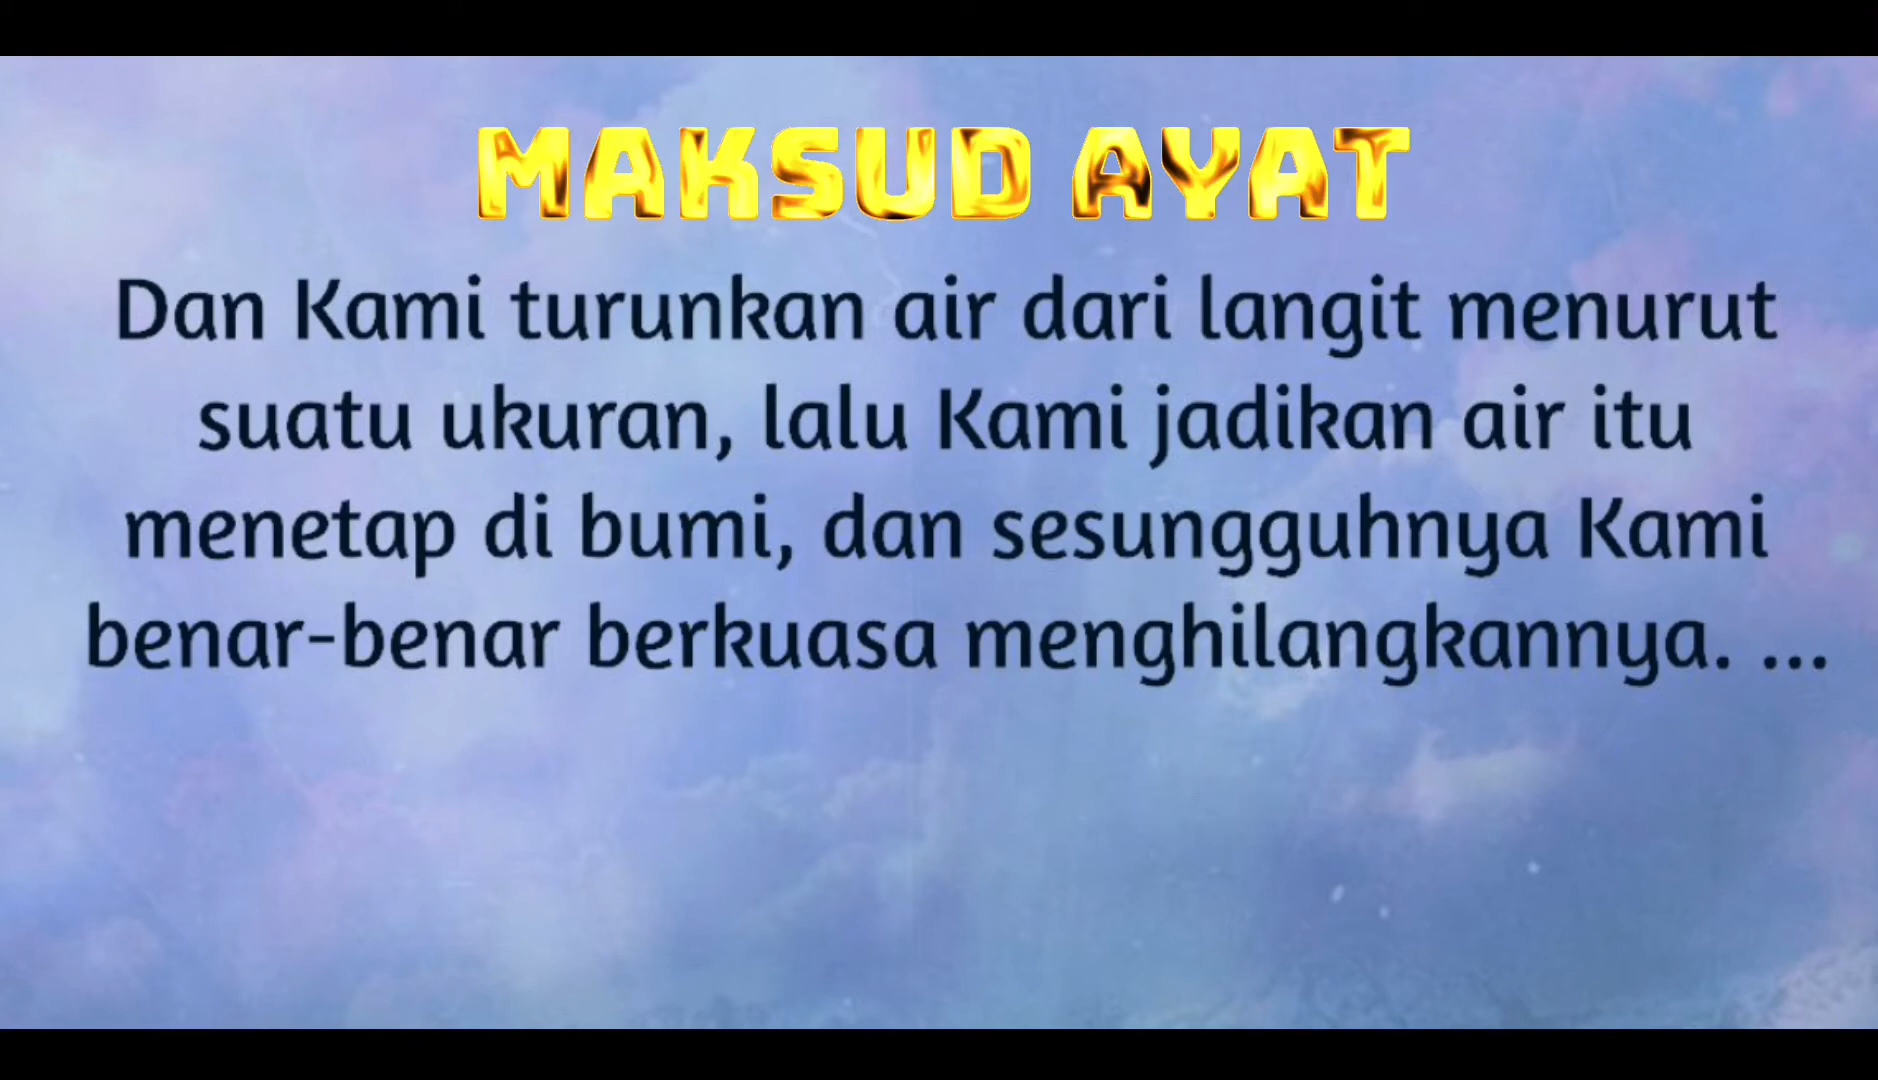 MAKSUD AYAT
Dan Kami turunkan air dari langit menurut
suatu ukuran, lalu Kami jadikan air itu
menetap di bumi, dan sesungguhnya Kami
benar-benar berkuasa menghilangkannya. ...